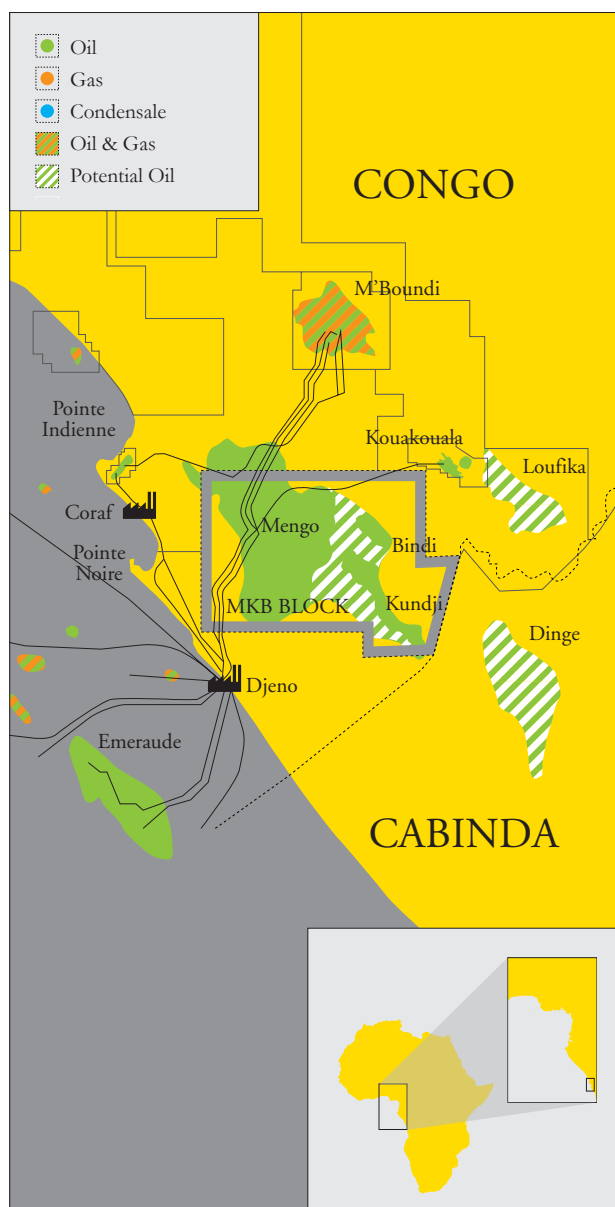 Oil
Gas
Condensale
Oil & Gas
Potential Oil
CONGO
M'Boundi
Pointe
Indienne
Kouakouala
Loufika
Coraf
Mengo
Pointe
Noire
Bindi
MKB BLOCK
Kundji
Dinge
Djeno
Emeraude
CABINDA